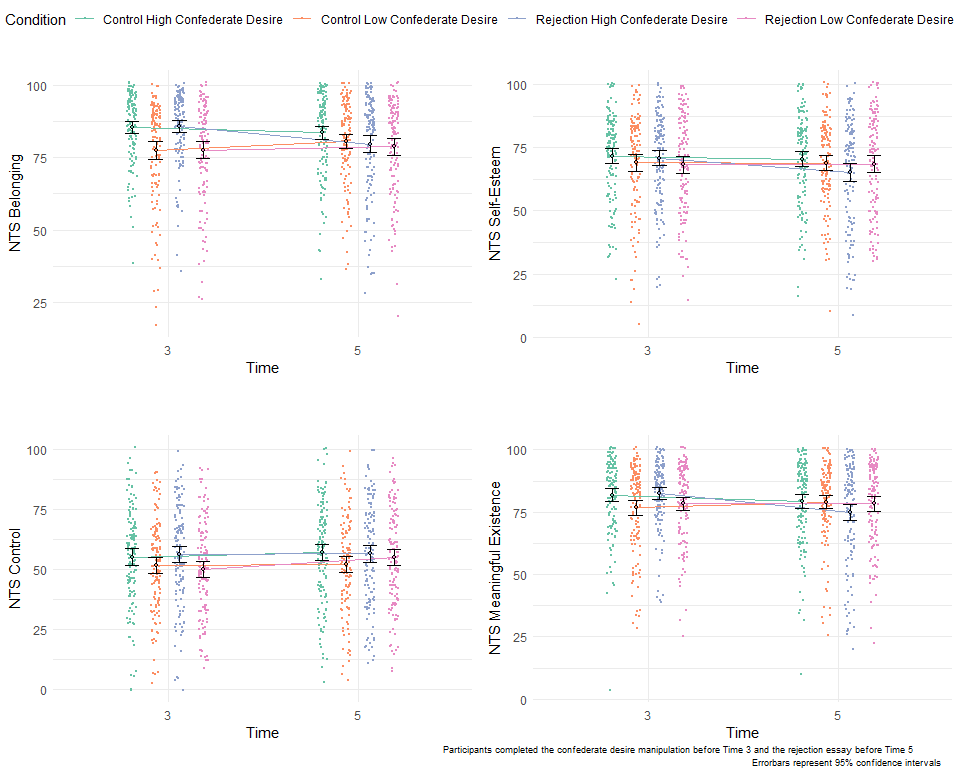 Condition Control High Confederate Desire Control Low Confederate Desire Rejection High Confederate Desire Rejection Low Confederate Desire
NTS Belonging
100
75
50
25
3 5
Time
NTS Self-Esteem
100
75
50
25
0
3 5
Time
NTS Control
100
75
50
25
0
3 5
Time
NTS Meaningful Existence
100
75
50
25
0
3 5
Time
Participants completed the confederate desire manipulation before Time 3 and the rejection essay before Time 5
Errorbars represent 95% confidence intervals